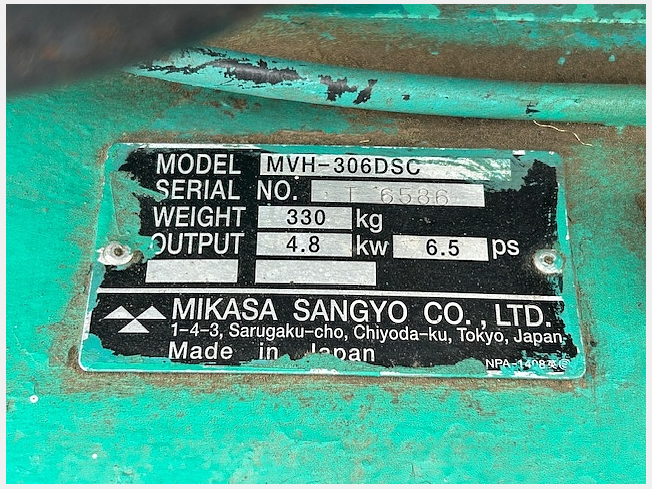 MODEL MVH-306DSC
SERIAL NO. T 6586
WEIGHT 330 kg
OUTPUT 4.8 kw 6.5 ps
MIKASA SANGYO CO., LTD.
1-4-3, Sarugaku-cho, Chiyoda-ku, Tokyo, Japan.
Made in Japan